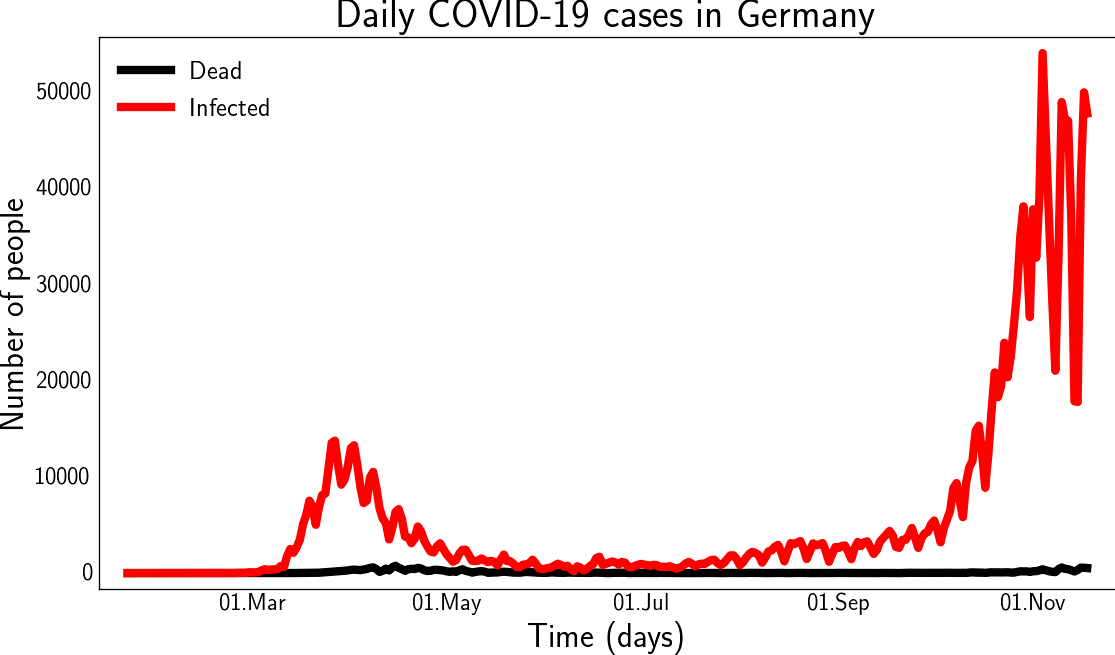 Daily COVID-19 cases in Germany
Dead
Infected
Number of people
50000
40000
30000
20000
10000
0
01.Mar
01.May
01.Jul
01.Sep
01.Nov
Time (days)